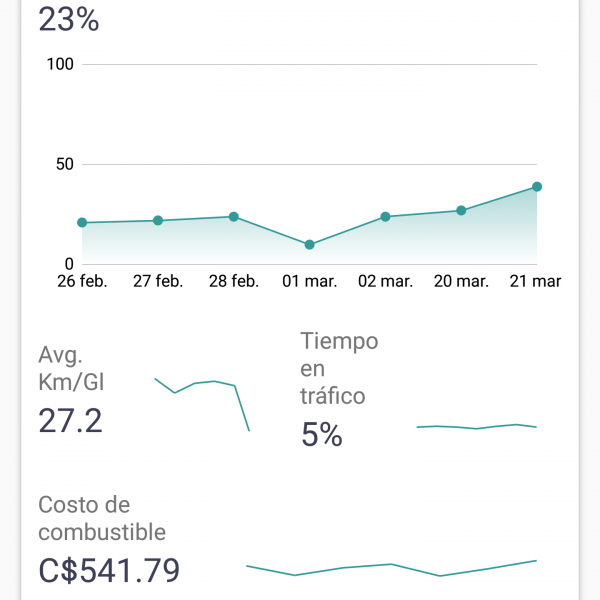 23%
100
50
0
26 feb. 27 feb. 28 feb. 01 mar. 02 mar. 20 mar. 21 mar
Avg.
Km/Gl
27.2
Tiempo
en
tráfico
5%
Costo de
combustible
C$541.79